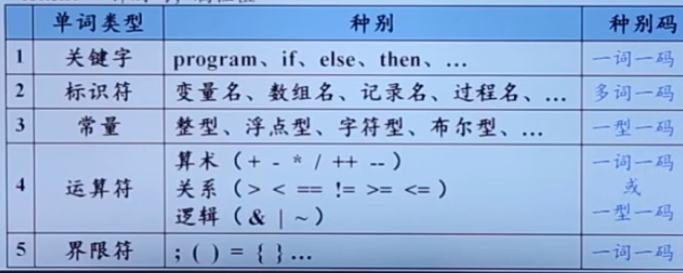 单词类型 种别 种别码
1 关键字 program、if、else、then、… 一词一码
2 标识符 变量名、数组名、记录名、过程名、… 多词一码
3 常量 整型、浮点型、字符型、布尔型、… 一型一码
4 运算符 算术（+ - * / ++ --） 一词一码
关系（> < == != >= <=） 或
逻辑（& | ~） 一型一码
5 界限符 ; ( ) = { } … 一词一码